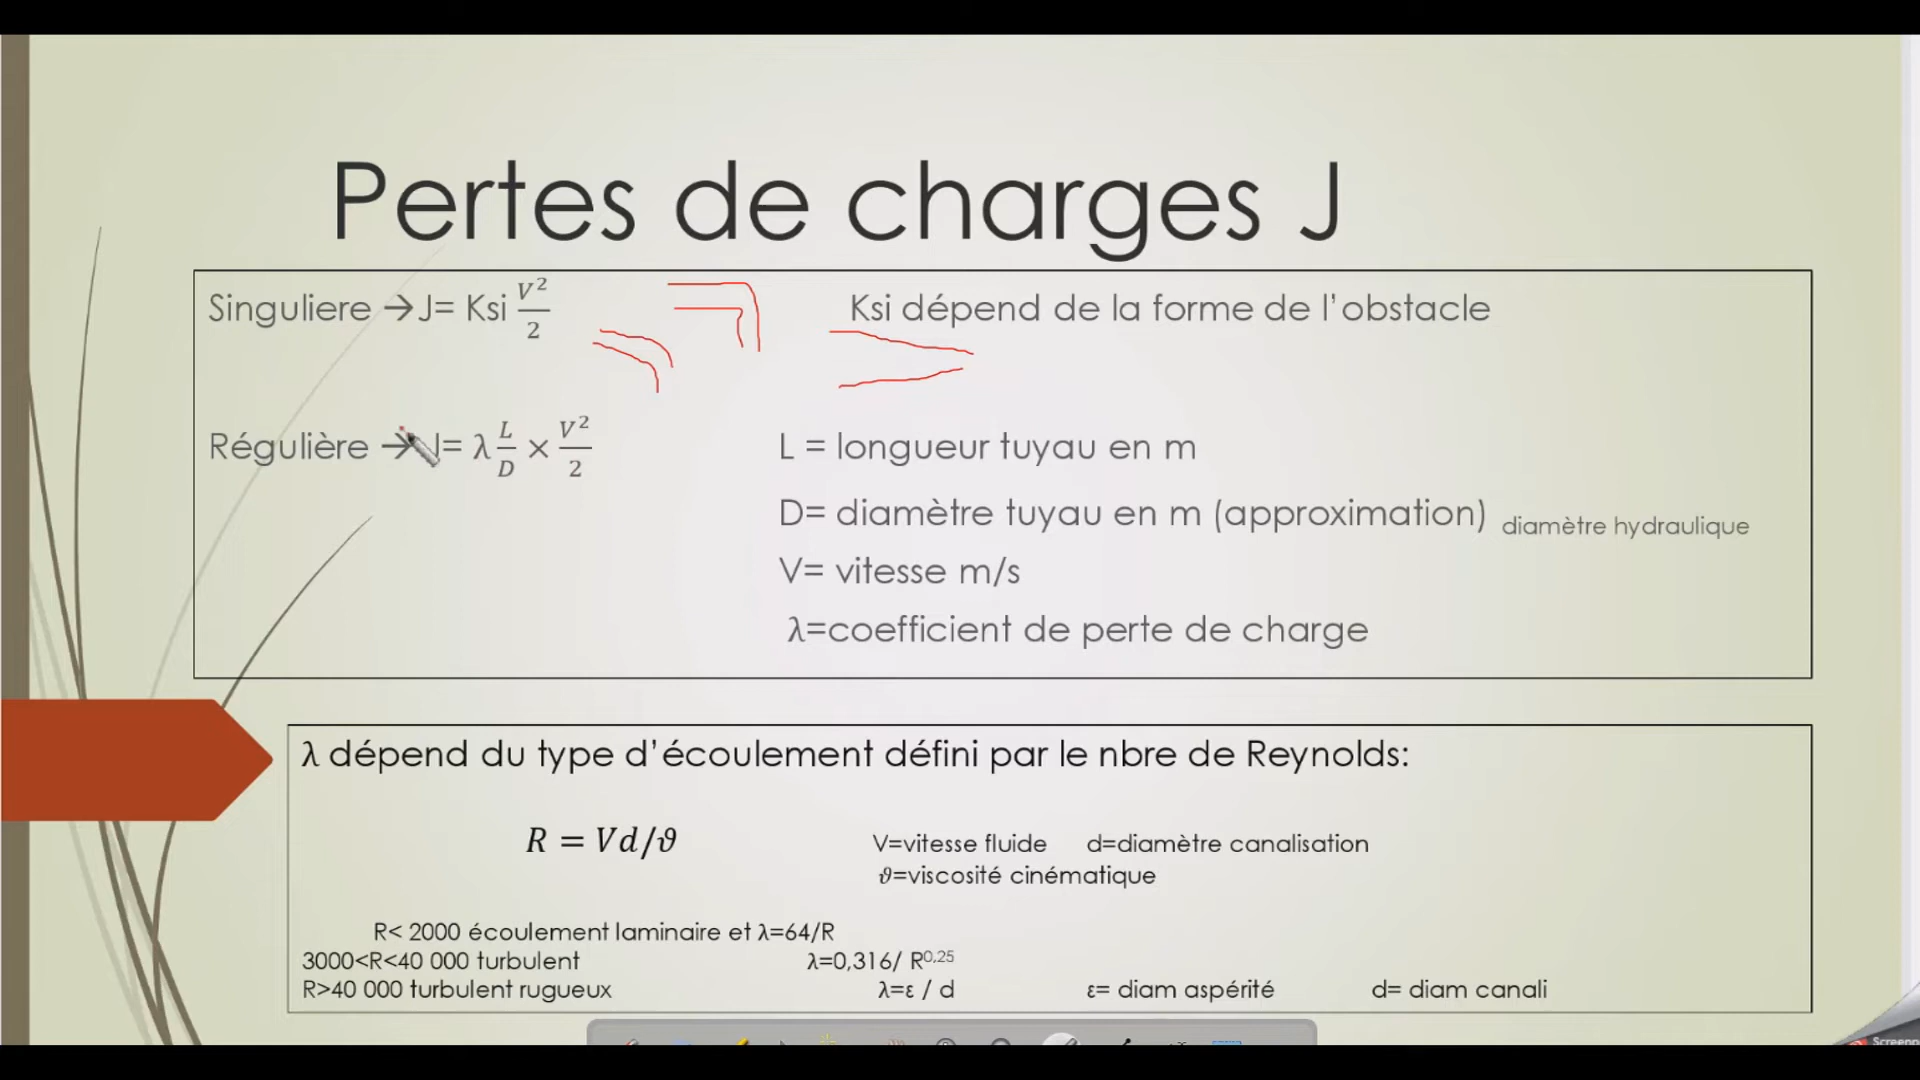 Pertes de charges J
Singuliere →J= Ksi V²/2 Ksi dépend de la forme de l'obstacle
Régulière → J= λ L/D × V²/2 L = longueur tuyau en m
D= diamètre tuyau en m (approximation) diamètre hydraulique
V= vitesse m/s
λ=coefficient de perte de charge
λ dépend du type d'écoulement défini par le nbre de Reynolds:
R = Vd/ϑ V=vitesse fluide d=diamètre canalisation
ϑ=viscosité cinématique
R< 2000 écoulement laminaire et λ=64/R
3000<R<40 000 turbulent λ=0,316/ R^0,25
R>40 000 turbulent rugueux λ=ε / d ε= diam aspérité d= diam canali